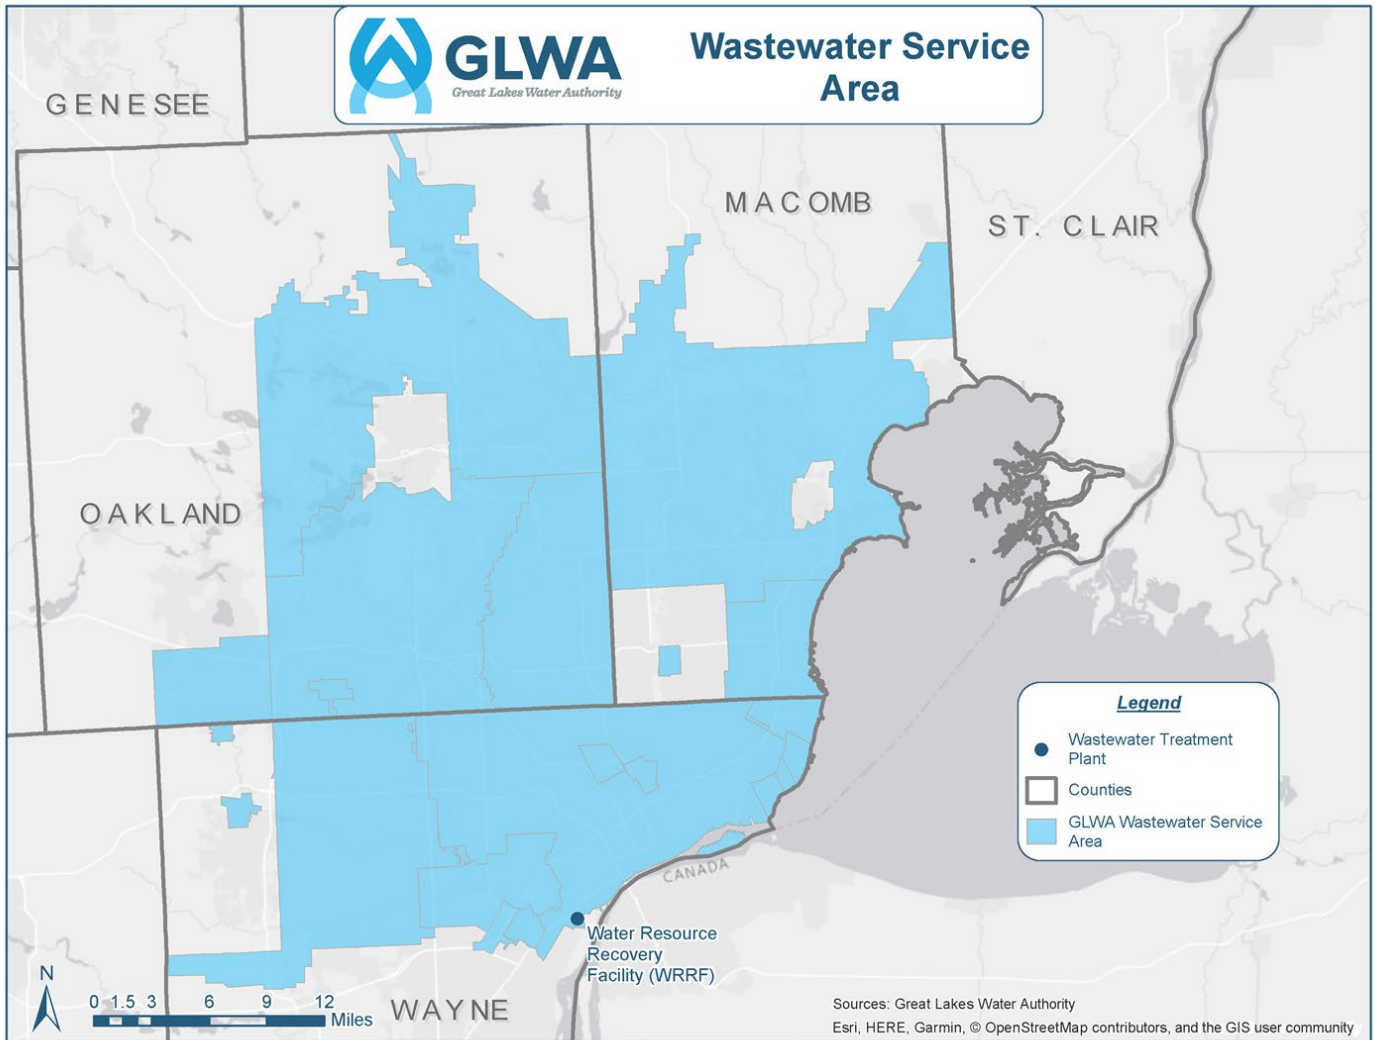 GLWA
Great Lakes Water Authority
Wastewater Service
Area
GENESEE
MACOMB
ST. CLAIR
OAKLAND
Legend
Wastewater Treatment
Plant
Counties
GLWA Wastewater Service
Area
CANADA
Water Resource
Recovery
Facility (WRRF)
WAYNE
N
0 1.5 3 6 9 12
Miles
Sources: Great Lakes Water Authority
Esri, HERE, Garmin, © OpenStreetMap contributors, and the GIS user community